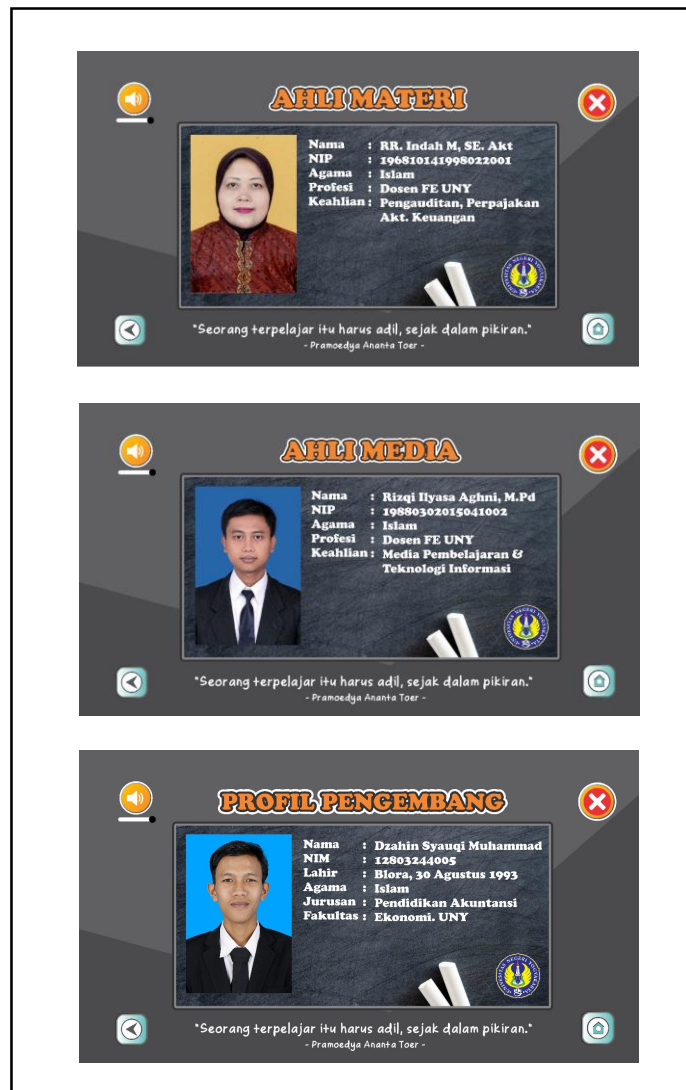 AHLI MATERI
Nama : RR. Indah M, SE. Akt
NIP : 196810141998022001
Agama : Islam
Profesi : Dosen FE UNY
Keahlian : Pengauditan, Perpajakan
Akt. Keuangan
"Seorang terpelajar itu harus adil, sejak dalam pikiran."
- Pramoedya Ananta Toer -
AHLI MEDIA
Nama : Rizqi Ilyasa Aghni, M.Pd
NIP : 19880302015041002
Agama : Islam
Profesi : Dosen FE UNY
Keahlian : Media Pembelajaran &
Teknologi Informasi
"Seorang terpelajar itu harus adil, sejak dalam pikiran."
- Pramoedya Ananta Toer -
PROFIL PENGEMBANG
Nama : Dzahin Syauqi Muhammad
NIM : 12803244005
Lahir : Blora, 30 Agustus 1993
Agama : Islam
Jurusan : Pendidikan Akuntansi
Fakultas : Ekonomi. UNY
"Seorang terpelajar itu harus adil, sejak dalam pikiran."
- Pramoedya Ananta Toer -